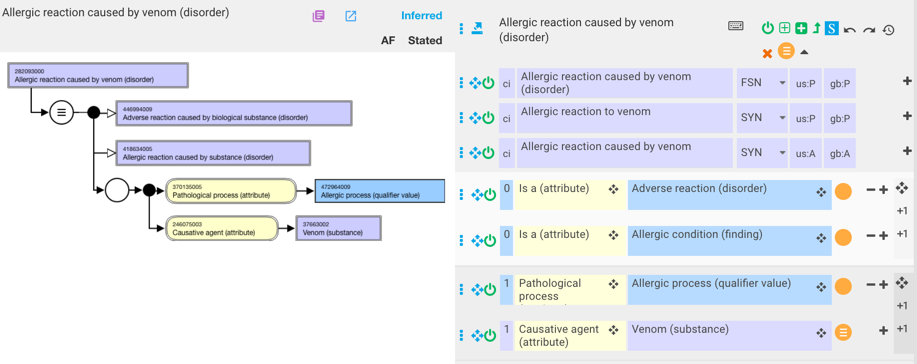 Allergic reaction caused by venom (disorder)
Inferred
AF Stated
282093000
Allergic reaction caused by venom (disorder)
446994009
Adverse reaction caused by biological substance (disorder)
418634005
Allergic reaction caused by substance (disorder)
370135005
Pathological process (attribute)
472964009
Allergic process (qualifier value)
246075003
Causative agent (attribute)
37663002
Venom (substance)
Allergic reaction caused by venom
(disorder)
S
ci
Allergic reaction caused by venom
(disorder)
FSN
us:P
gb:P
ci
Allergic reaction to venom
SYN
us:P
gb:P
ci
Allergic reaction caused by venom
SYN
us:A
gb:A
0
Is a (attribute)
Adverse reaction (disorder)
+1
0
Is a (attribute)
Allergic condition (finding)
+1
1
Pathological
process
Allergic process (qualifier value)
+1
1
Causative agent
(attribute)
Venom (substance)
+1